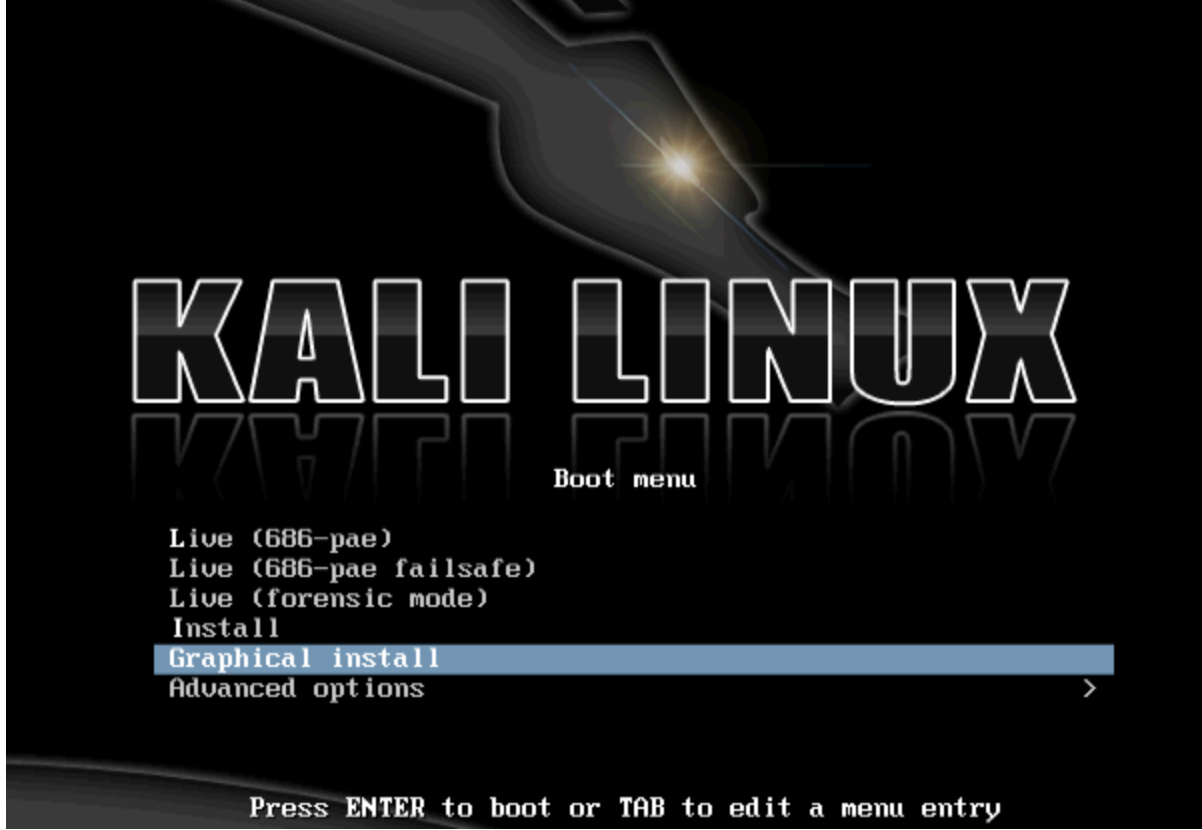 KALI LINUX
Boot menu
Live (686-pae)
Live (686-pae failsafe)
Live (forensic mode)
Install
Graphical install
Advanced options >
Press ENTER to boot or TAB to edit a menu entry